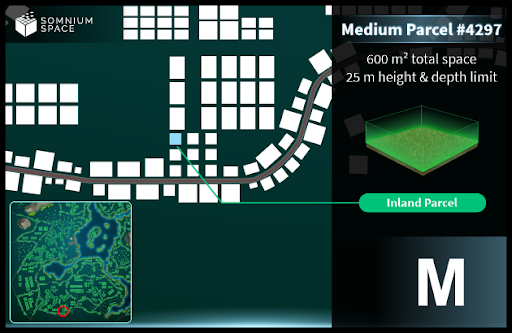 SOMNIUM
SPACE
Medium Parcel #4297
600 m² total space
25 m height & depth limit
Inland Parcel
M